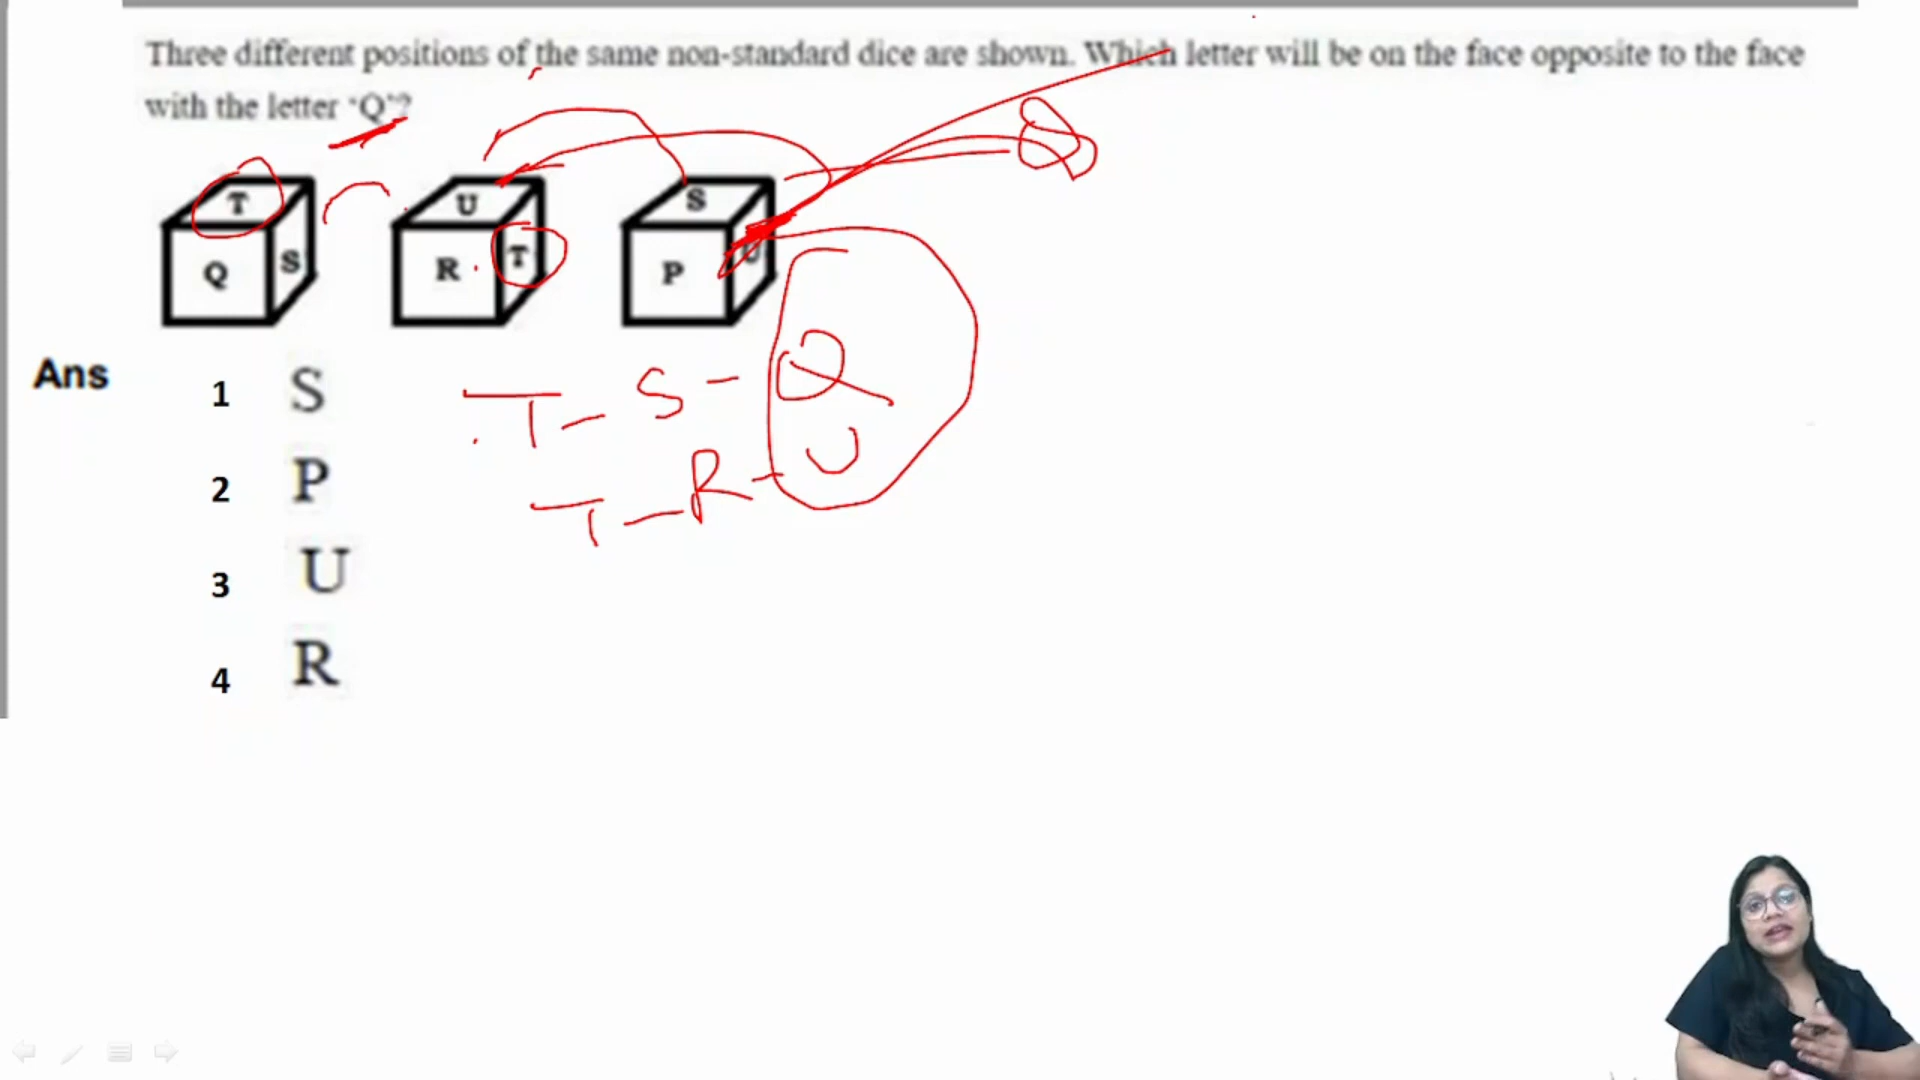 Three different positions of the same non-standard dice are shown. Which letter will be on the face opposite to the face
with the letter ‘Q’?
T
Q S
U
R T
S
P U
Q
Ans
1 S
2 P
3 U
4 R
T - S - Q
T - R - U